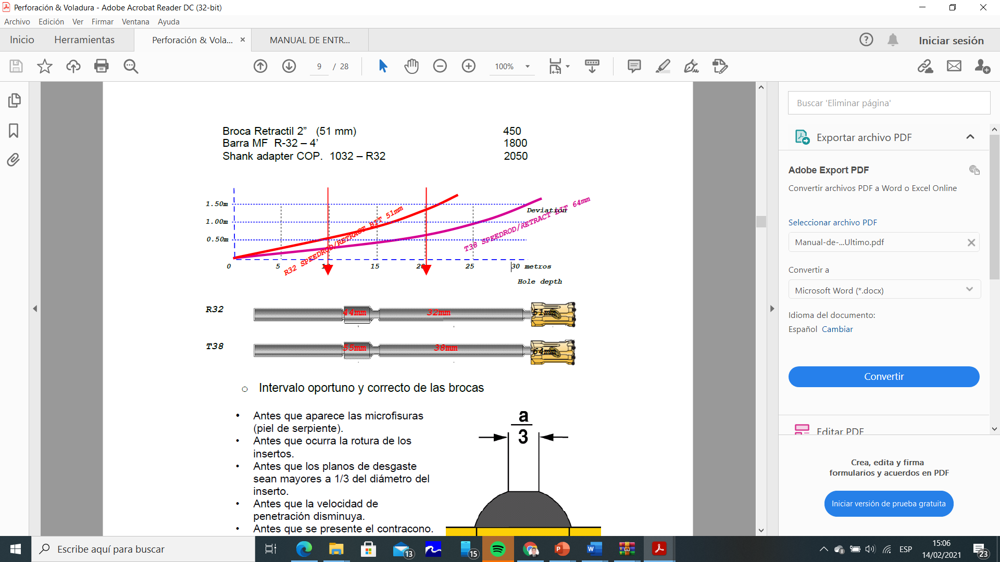 Perforación & Voladura - Adobe Acrobat Reader DC (32-bit)
Archivo Edición Ver Firmar Ventana Ayuda
Inicio Herramientas Perforación & Vola... MANUAL DE ENTR... Iniciar sesión
9 / 28 100%
Broca Retractil 2” (51 mm) 450
Barra MF R-32 – 4’ 1800
Shank adapter COP. 1032 – R32 2050
1.50m
1.00m
0.50m
Deviation
R32 SPEEDROD/RETRACT BIT 51mm
T38 SPEEDROD/RETRACT BIT 64mm
0 5 10 15 20 25 30 metros
Hole depth
R32 44mm 32mm 51mm
T38 55mm 38mm 64mm
o Intervalo oportuno y correcto de las brocas
• Antes que aparece las microfisuras
(piel de serpiente).
• Antes que ocurra la rotura de los
insertos.
• Antes que los planos de desgaste
sean mayores a 1/3 del diámetro del
inserto.
• Antes que la velocidad de
penetración disminuya.
• Antes que se presente el contracono.
a
3
Buscar 'Eliminar página'
Exportar archivo PDF
Adobe Export PDF
Convertir archivos PDF a Word o Excel Online
Seleccionar archivo PDF
Manual-de-...Ultimo.pdf
Convertir a
Microsoft Word (*.docx)
Idioma del documento:
Español Cambiar
Convertir
Editar PDF
Crea, edita y firma
formularios y acuerdos en PDF
Iniciar versión de prueba gratuita
Escribe aquí para buscar
13
15
ESP
15:06
14/02/2021
23